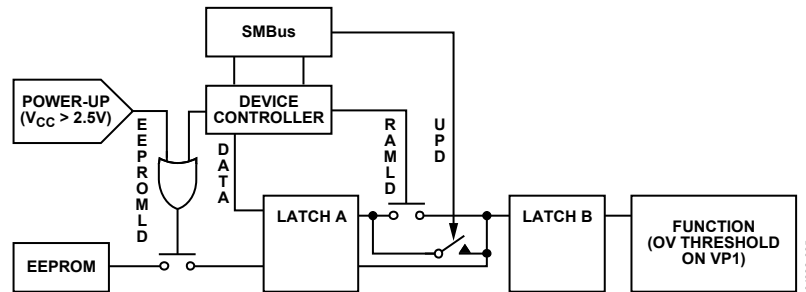 SMBus
POWER-UP
(VCC > 2.5V)
DEVICE
CONTROLLER
EEPROMLD
DATA
RAMLD
UPD
LATCH A
LATCH B
FUNCTION
(OV THRESHOLD
ON VP1)
EEPROM